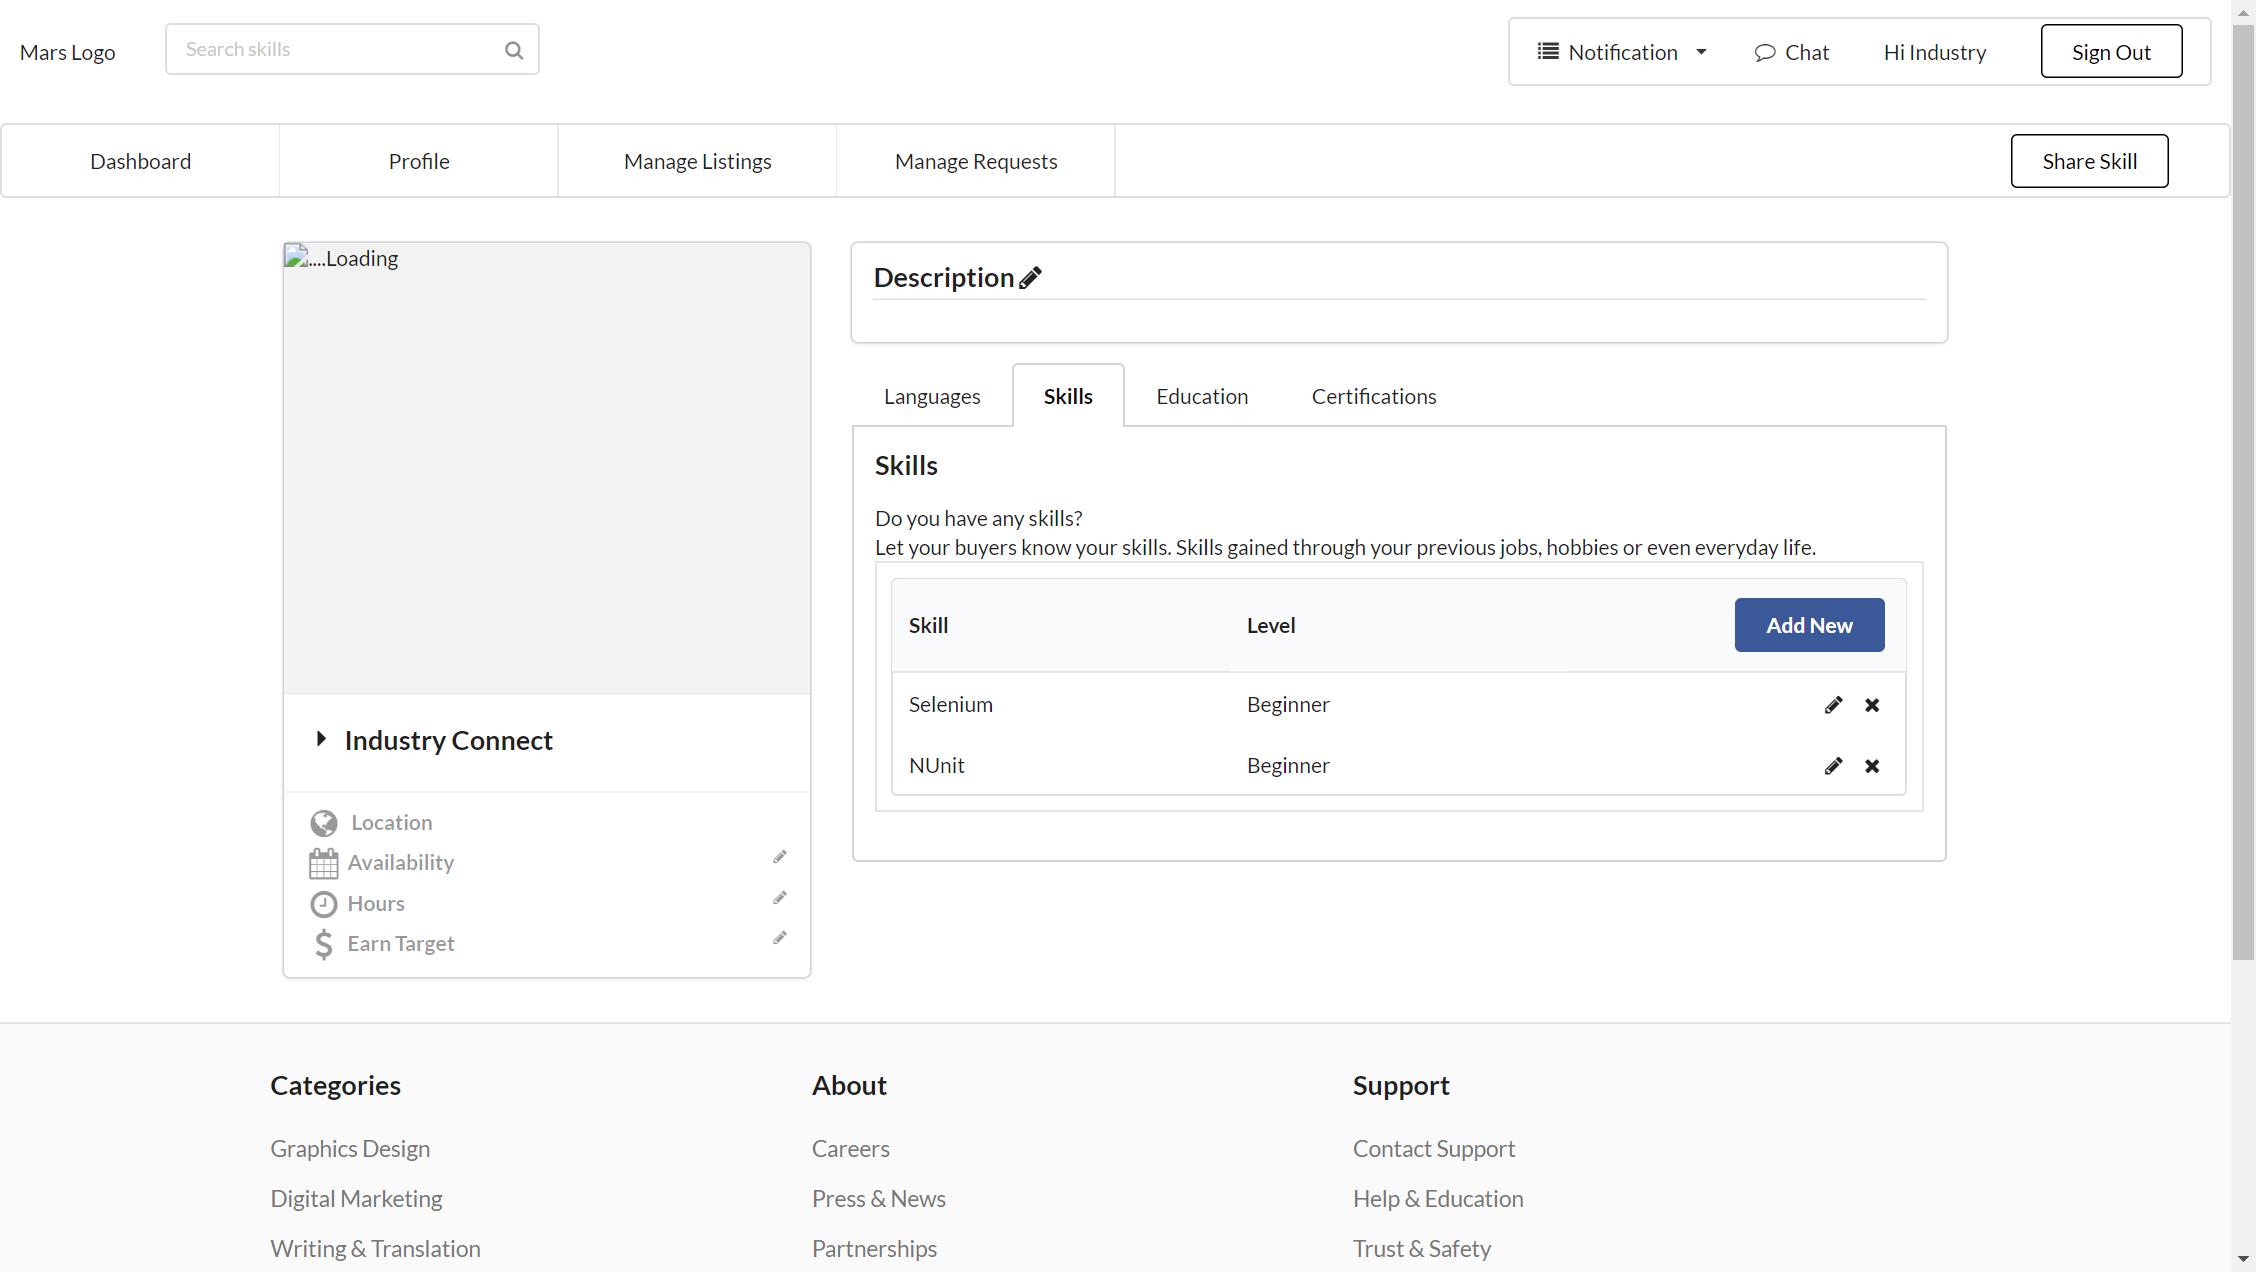 Mars Logo
Search skills
Notification
Chat
Hi Industry
Sign Out
Dashboard
Profile
Manage Listings
Manage Requests
Share Skill
....Loading
Industry Connect
Location
Availability
Hours
Earn Target
Description
Languages
Skills
Education
Certifications
Skills
Do you have any skills?
Let your buyers know your skills. Skills gained through your previous jobs, hobbies or even everyday life.
Skill
Level
Add New
Selenium
Beginner
NUnit
Beginner
Categories
Graphics Design
Digital Marketing
Writing & Translation
About
Careers
Press & News
Partnerships
Support
Contact Support
Help & Education
Trust & Safety